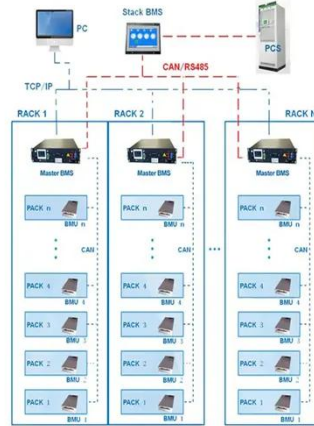 Stack BMS
PC
PCS
CAN/RS485
TCP/IP
RACK 1
RACK 2
RACK N
Master BMS
Master BMS
Master BMS
PACK n
BMU n
PACK n
BMU n
PACK n
BMU n
CAN
CAN
CAN
PACK 4
BMU 4
PACK 4
BMU 4
PACK 4
BMU 4
PACK 3
BMU 3
PACK 3
BMU 3
PACK 3
BMU 3
PACK 2
BMU 2
PACK 2
BMU 2
PACK 2
BMU 2
PACK 1
BMU 1
PACK 1
BMU 1
PACK 1
BMU 1